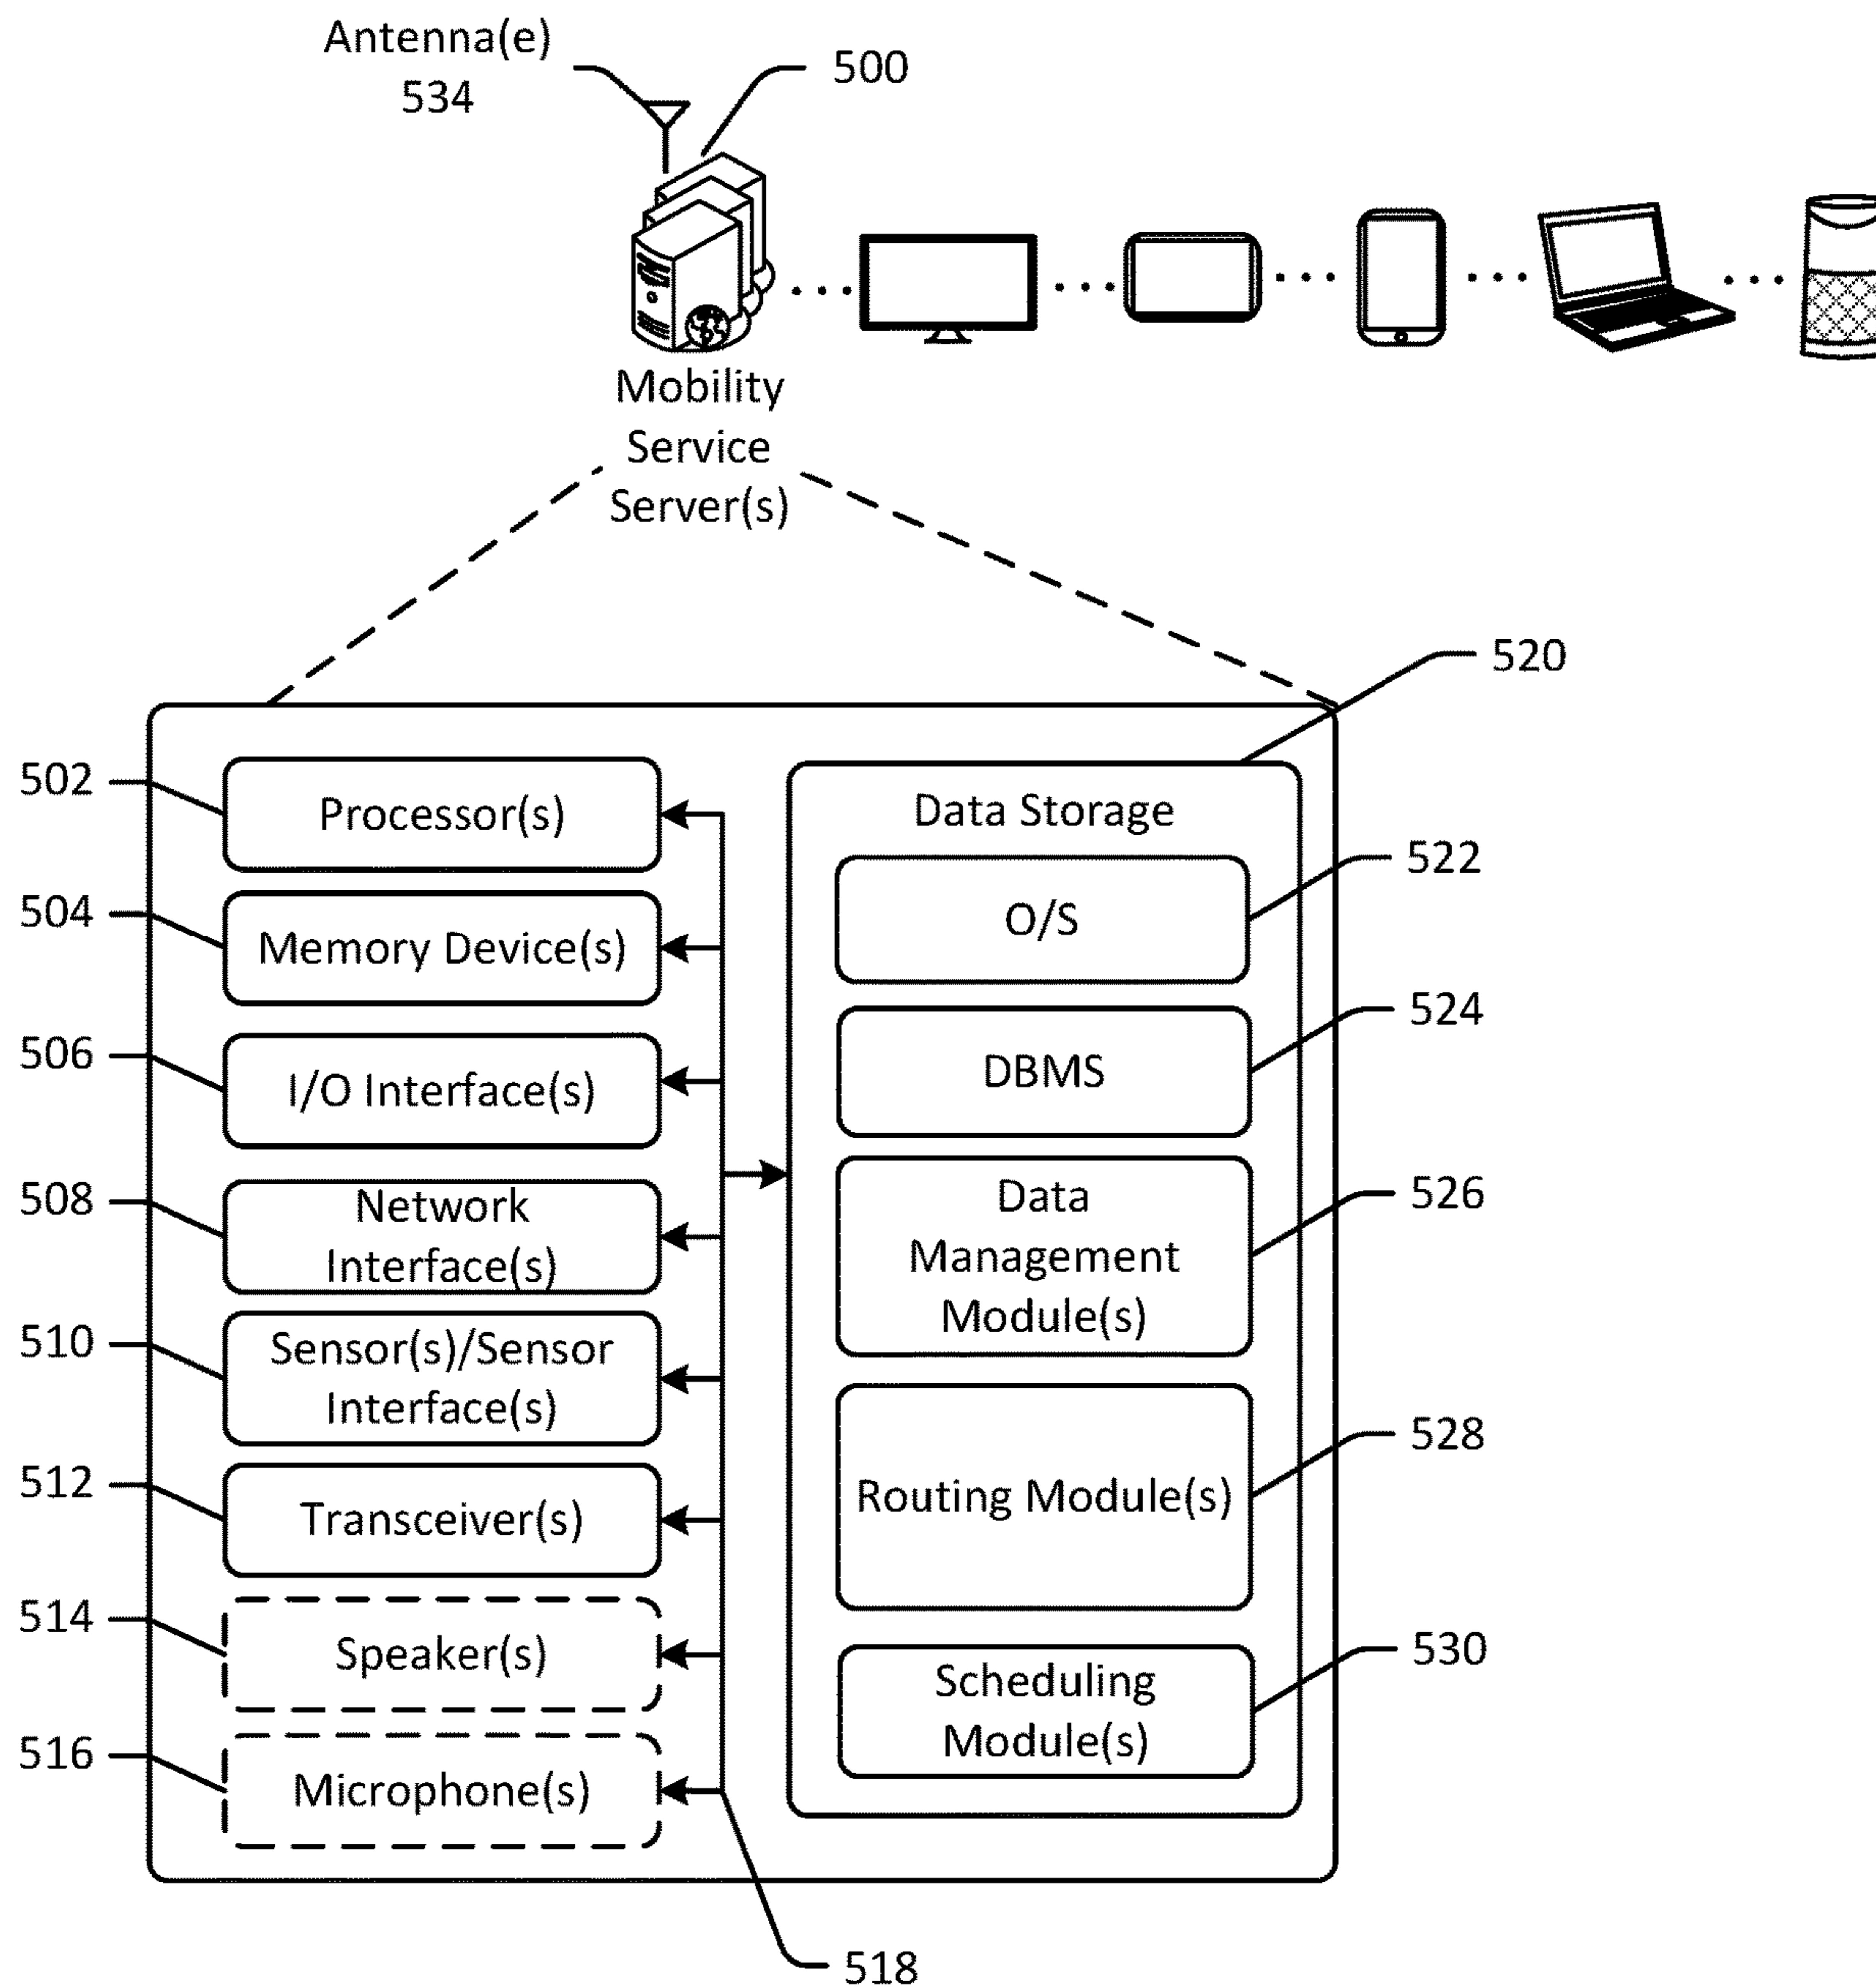 Antenna(e)
534
500
Mobility
Service
Server(s)
520
502
Processor(s)
Data Storage
522
504
Memory Device(s)
O/S
524
506
I/O Interface(s)
DBMS
508
Network
Interface(s)
Data
Management
Module(s)
526
510
Sensor(s)/Sensor
Interface(s)
528
512
Transceiver(s)
Routing Module(s)
514
Speaker(s)
530
Scheduling
Module(s)
516
Microphone(s)
518